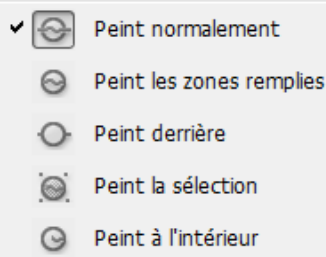 Peint normalement
Peint les zones remplies
Peint derrière
Peint la sélection
Peint à l'intérieur